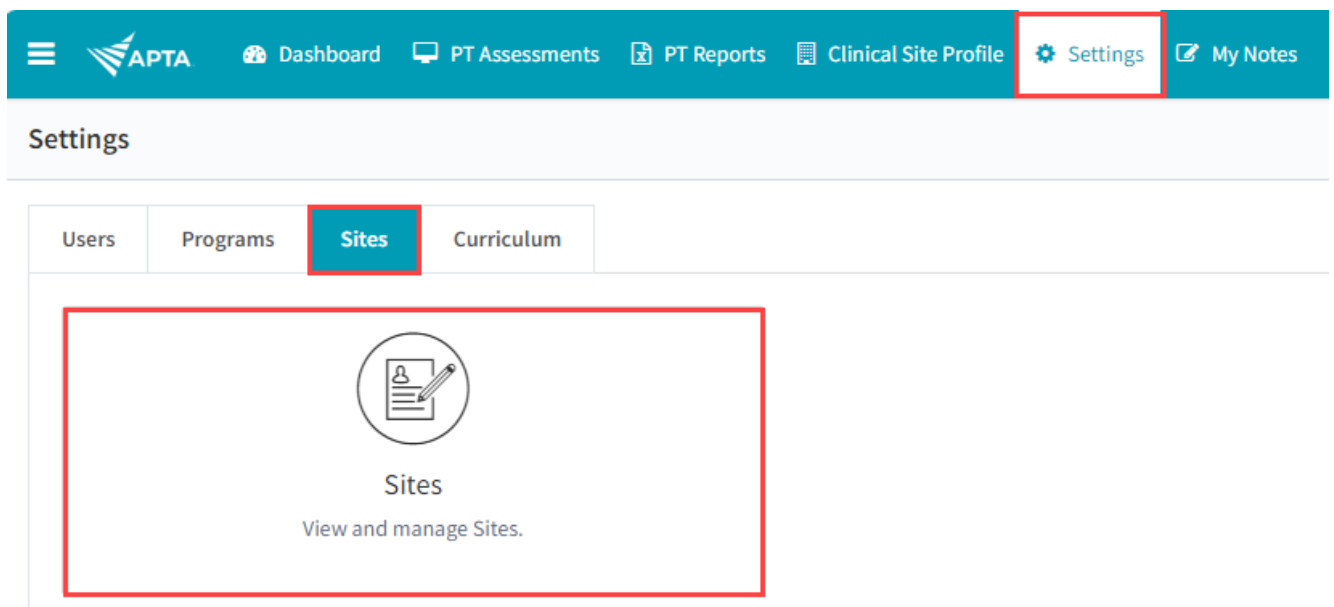 APTA Dashboard PT Assessments PT Reports Clinical Site Profile Settings My Notes
Settings
Users Programs Sites Curriculum
Sites
View and manage Sites.